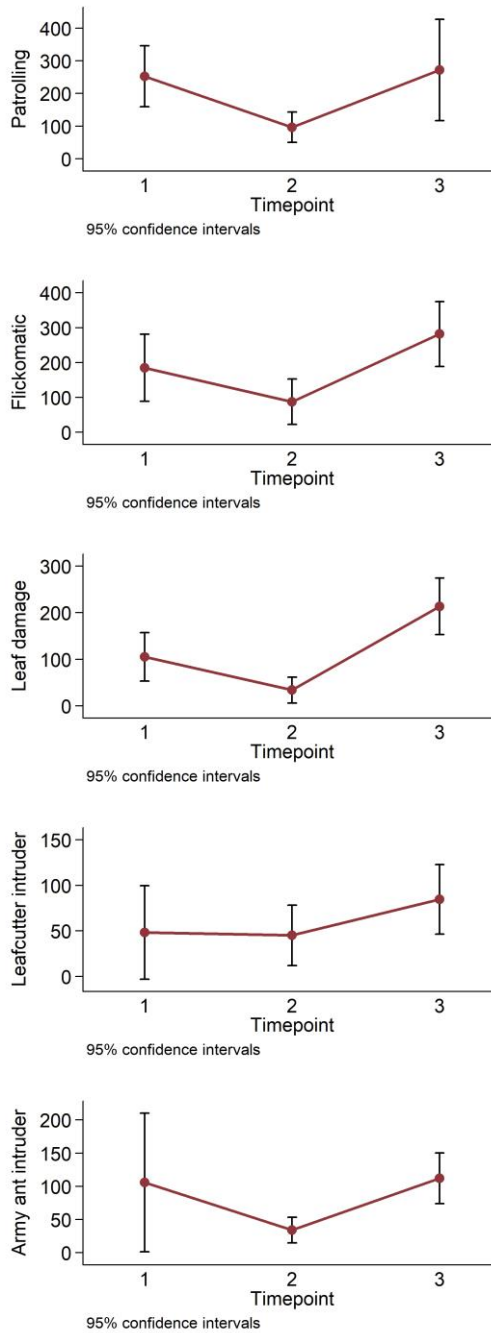 Patrolling
400
300
200
100
0
1 2 3
Timepoint
95% confidence intervals
Flickomatic
400
300
200
100
0
1 2 3
Timepoint
95% confidence intervals
Leaf damage
300
200
100
0
1 2 3
Timepoint
95% confidence intervals
Leafcutter intruder
150
100
50
0
1 2 3
Timepoint
95% confidence intervals
Army ant intruder
200
150
100
50
0
1 2 3
Timepoint
95% confidence intervals